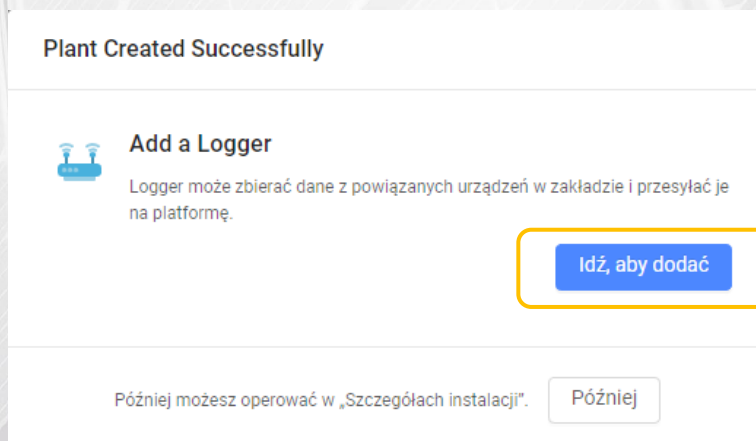 Plant Created Successfully
Add a Logger
Logger może zbierać dane z powiązanych urządzeń w zakładzie i przesyłać je
na platformę.
Idź, aby dodać
Później możesz operować w „Szczegółach instalacji”.
Później